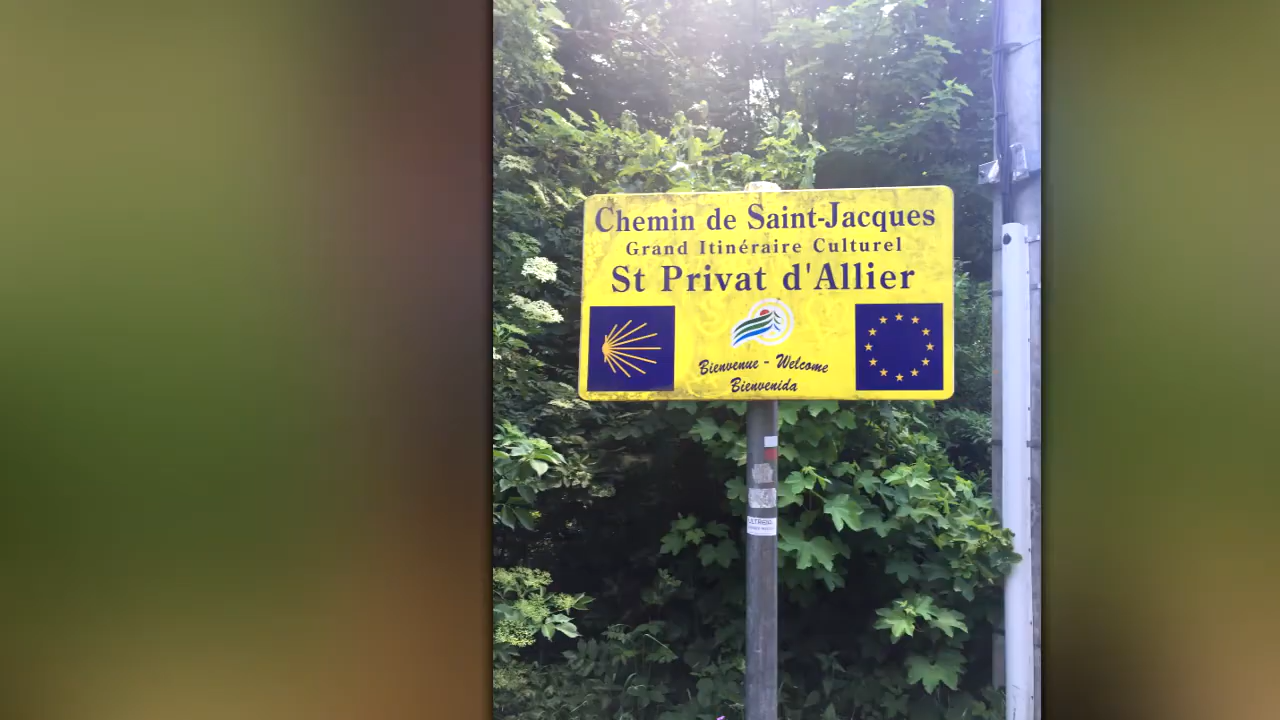 Chemin de Saint-Jacques
Grand Itinéraire Culturel
St Privat d'Allier
Bienvenue - Welcome
Bienvenida